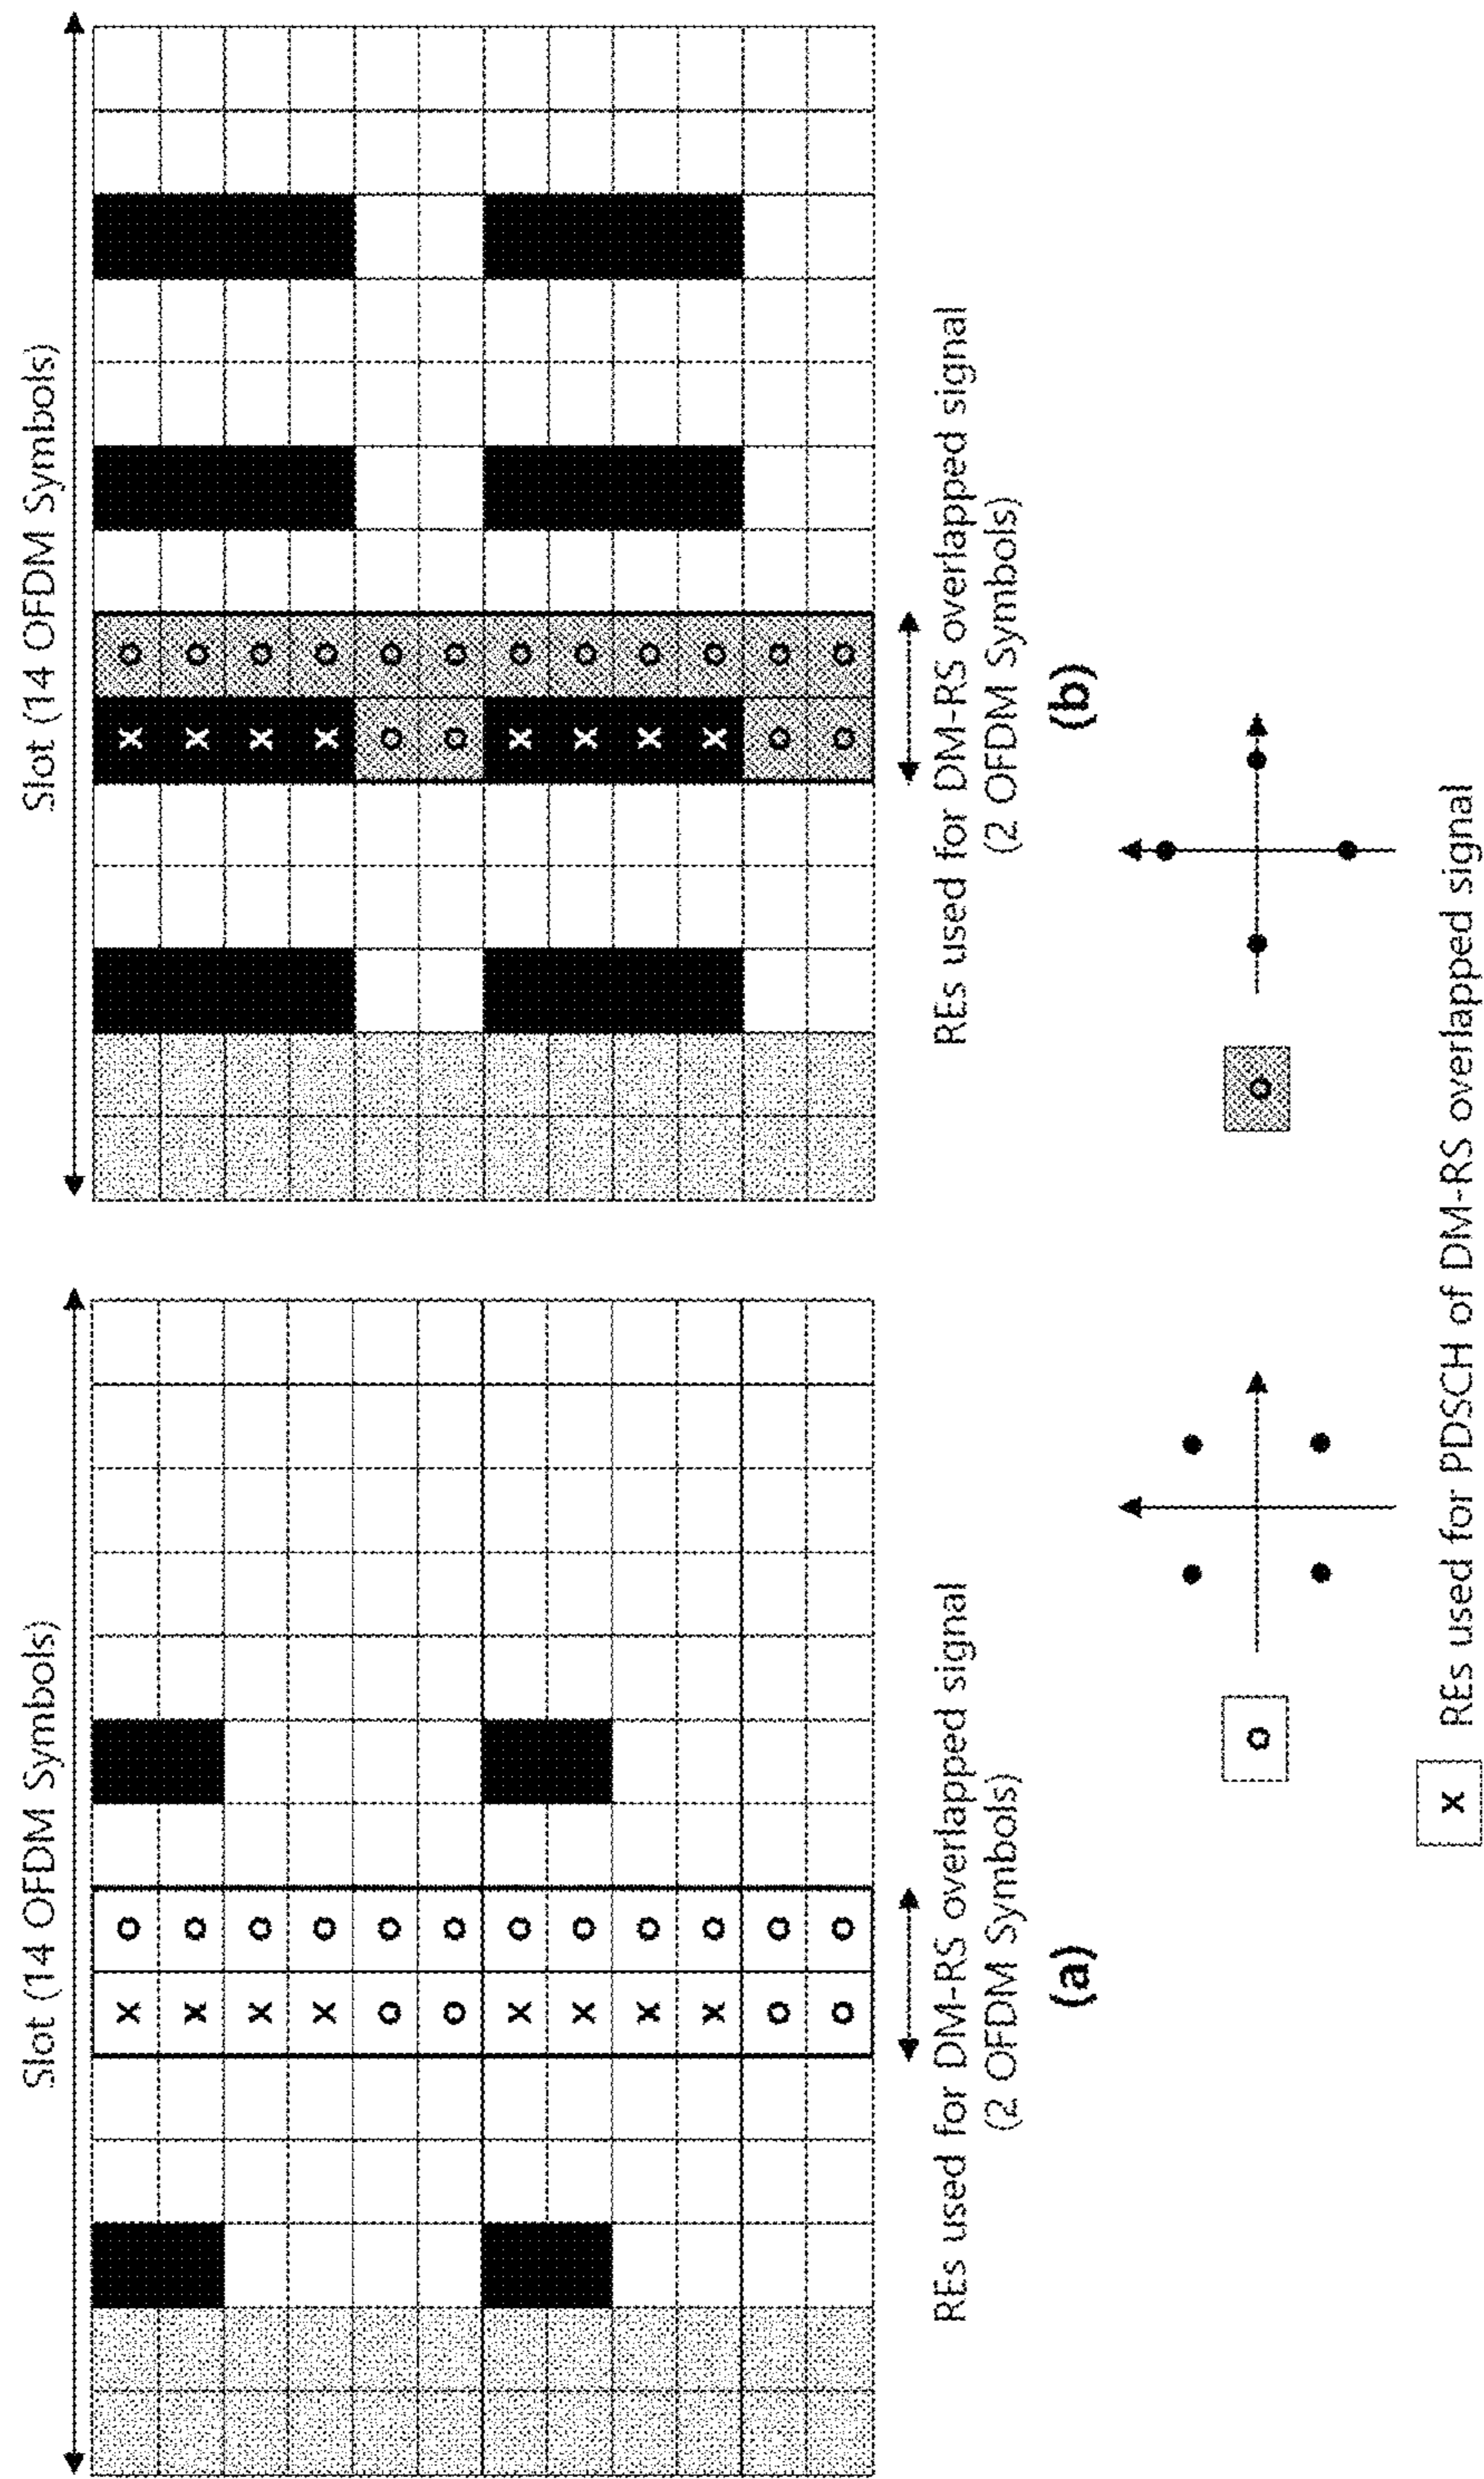 Slot (14 OFDM Symbols)
Slot (14 OFDM Symbols)
x o x o
x o x o
x o x o
x o x o
o o o o
o o o o
x o x o
x o x o
x o x o
x o x o
o o o o
o o o o
REs used for DM-RS overlapped signal
(2 OFDM Symbols)
REs used for DM-RS overlapped signal
(2 OFDM Symbols)
(a)
(b)
o
o
x REs used for PDSCH of DM-RS overlapped signal